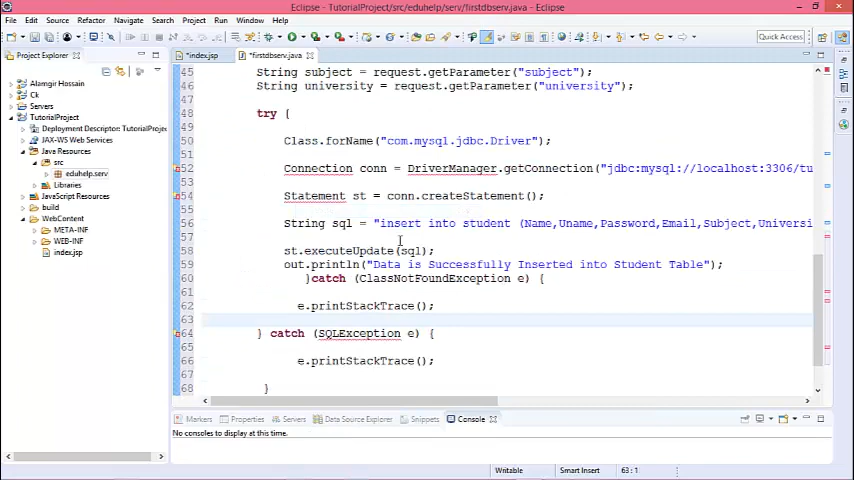 Eclipse - TutorialProject/src/eduhelp/serv/firstdbserv.java - Eclipse
File Edit Source Refactor Navigate Search Project Run Window Help
Quick Access
Project Explorer
*index.jsp
*firstdbserv.java
Alamgir Hossain
Ck
Servers
TutorialProject
Deployment Descriptor: TutorialProje
JAX-WS Web Services
Java Resources
src
eduhelp.serv
Libraries
JavaScript Resources
build
WebContent
META-INF
WEB-INF
index.jsp
45 String subject = request.getParameter("subject");
46 String university = request.getParameter("university");
47
48 try {
49
50 Class.forName("com.mysql.jdbc.Driver");
51
52 Connection conn = DriverManager.getConnection("jdbc:mysql://localhost:3306/tu
53
54 Statement st = conn.createStatement();
55
56 String sql = "insert into student (Name,Uname,Password,Email,Subject,Universi
57
58 st.executeUpdate(sql);
59 out.println("Data is Successfully Inserted into Student Table");
60 }catch (ClassNotFoundException e) {
61
62 e.printStackTrace();
63
64 } catch (SQLException e) {
65
66 e.printStackTrace();
67
68 }
Markers Properties Servers Data Source Explorer Snippets Console
No consoles to display at this time.
Writable Smart Insert 63 : 1